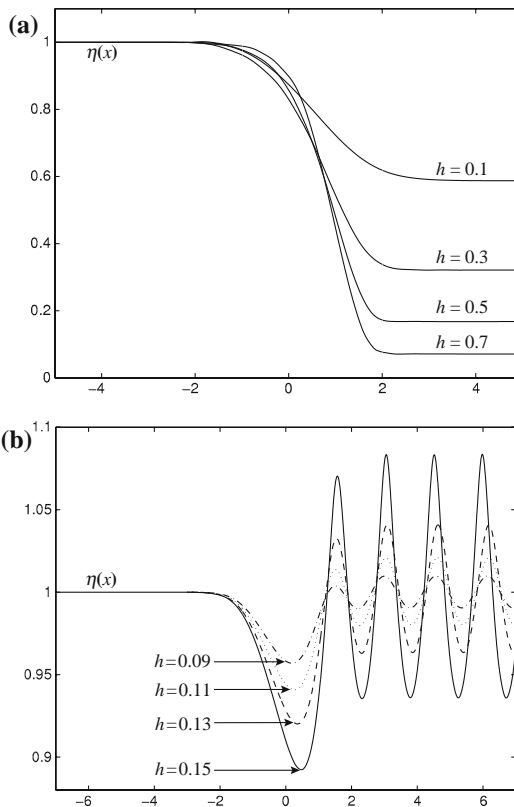 (a)
1
η(x)
0.8
h = 0.1
0.6
0.4
h = 0.3
0.2
h = 0.5
h = 0.7
0
−4 −2 0 2 4
(b)
1.1
1.05
η(x)
1
h=0.09
0.95
h=0.11
h=0.13
0.9
h=0.15
−6 −4 −2 0 2 4 6